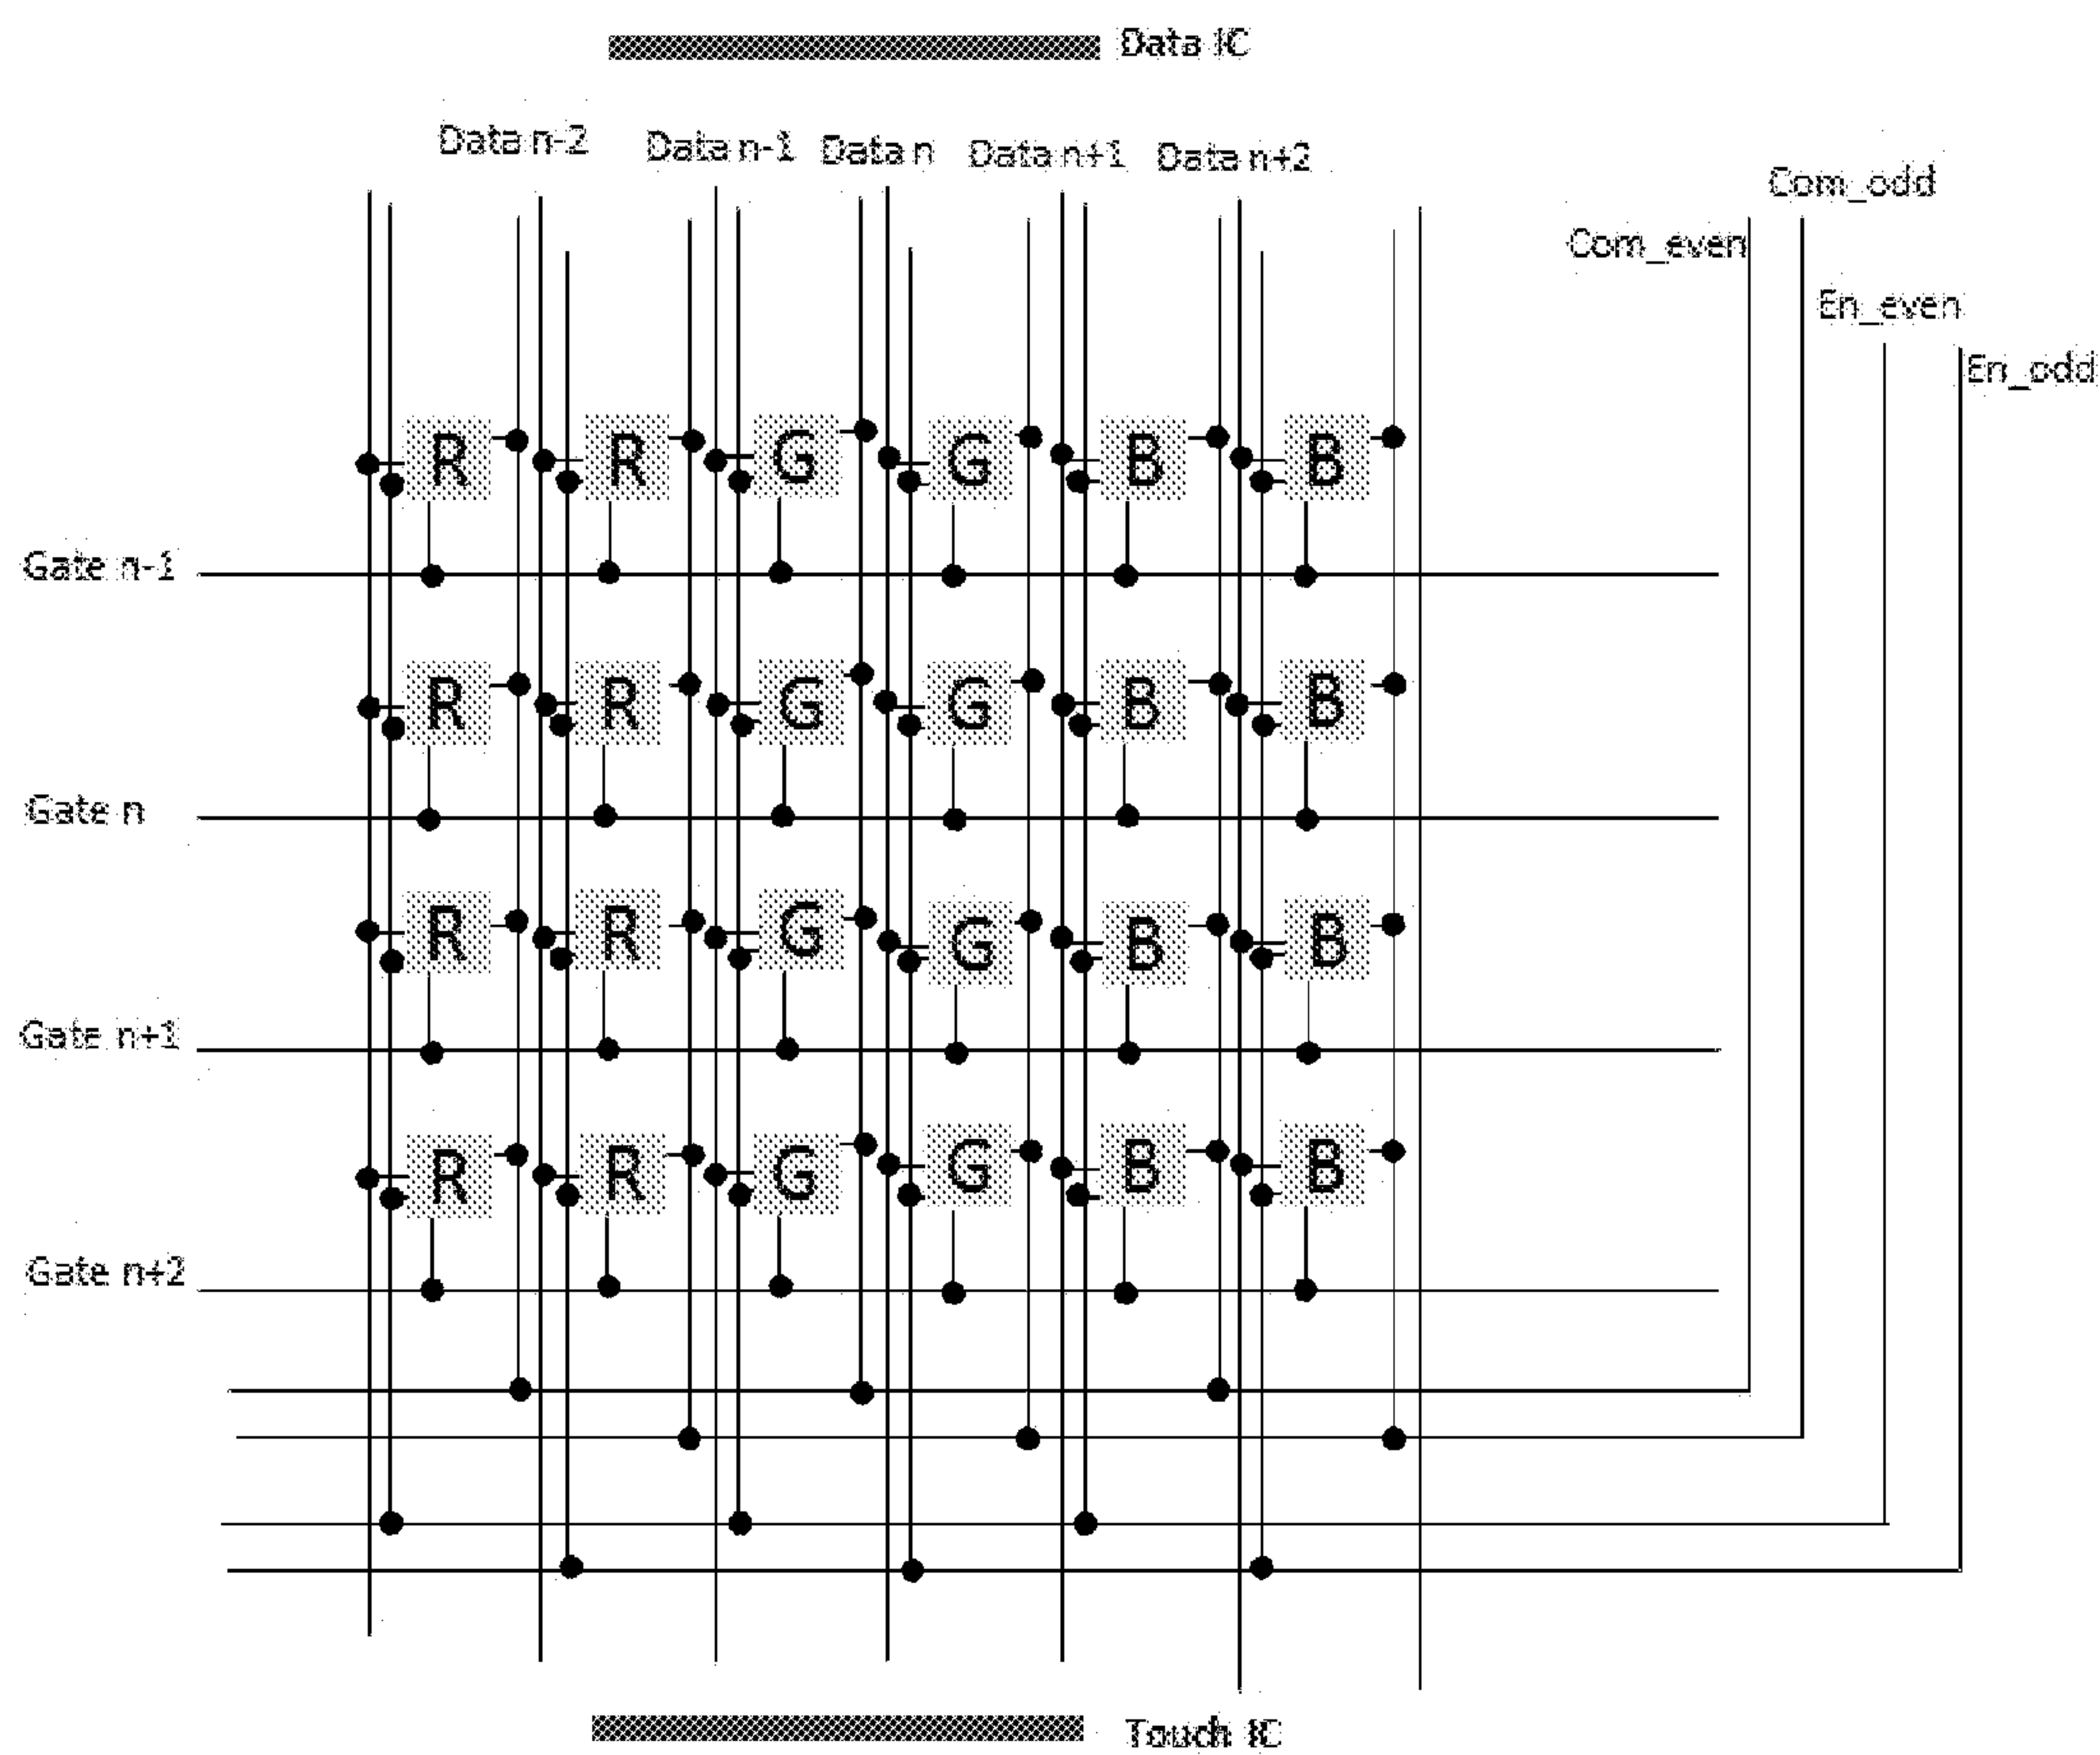 Data IC
Data n-2 Data n-1 Data n Data n+1 Data n+2
Com_odd
Com_even
En_even
En_odd
R R G G B B
Gate n-1
R R G G B B
Gate n
R R G G B B
Gate n+1
R R G G B B
Gate n+2
Touch IC